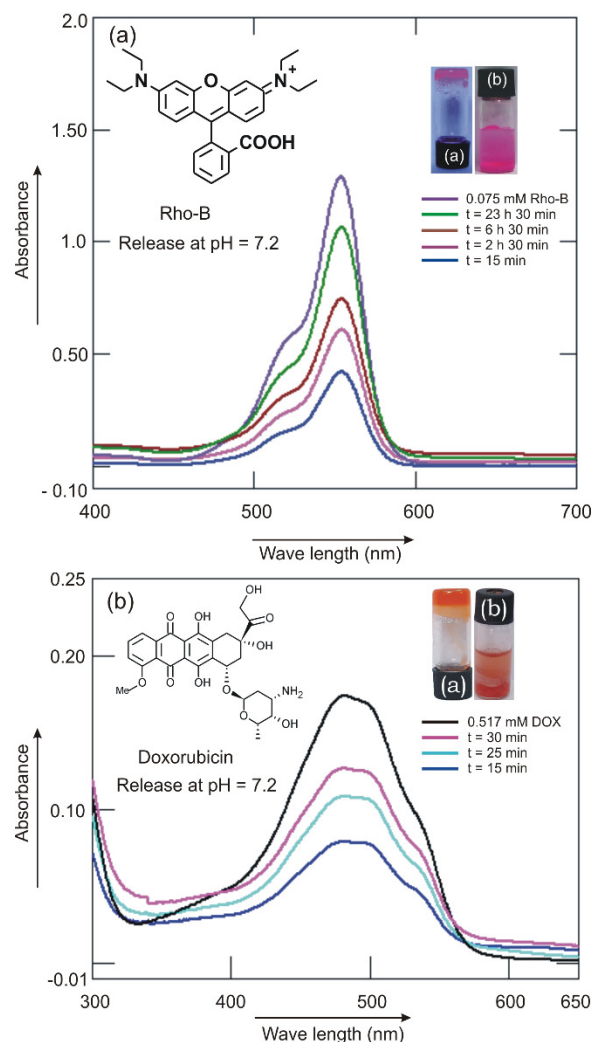 (a)
2.0
1.50
1.0
0.50
- 0.10
Absorbance
N
O
N
+
COOH
Rho-B
Release at pH = 7.2
(a)
(b)
0.075 mM Rho-B
t = 23 h 30 min
t = 6 h 30 min
t = 2 h 30 min
t = 15 min
400
500
600
700
Wave length (nm)
(b)
0.25
0.20
0.10
-0.01
Absorbance
OH
O
OH
O
OH
OMe
O
OH
O
O
NH2
OH
Doxorubicin
Release at pH = 7.2
(a)
(b)
0.517 mM DOX
t = 30 min
t = 25 min
t = 15 min
300
400
500
600
650
Wave length (nm)